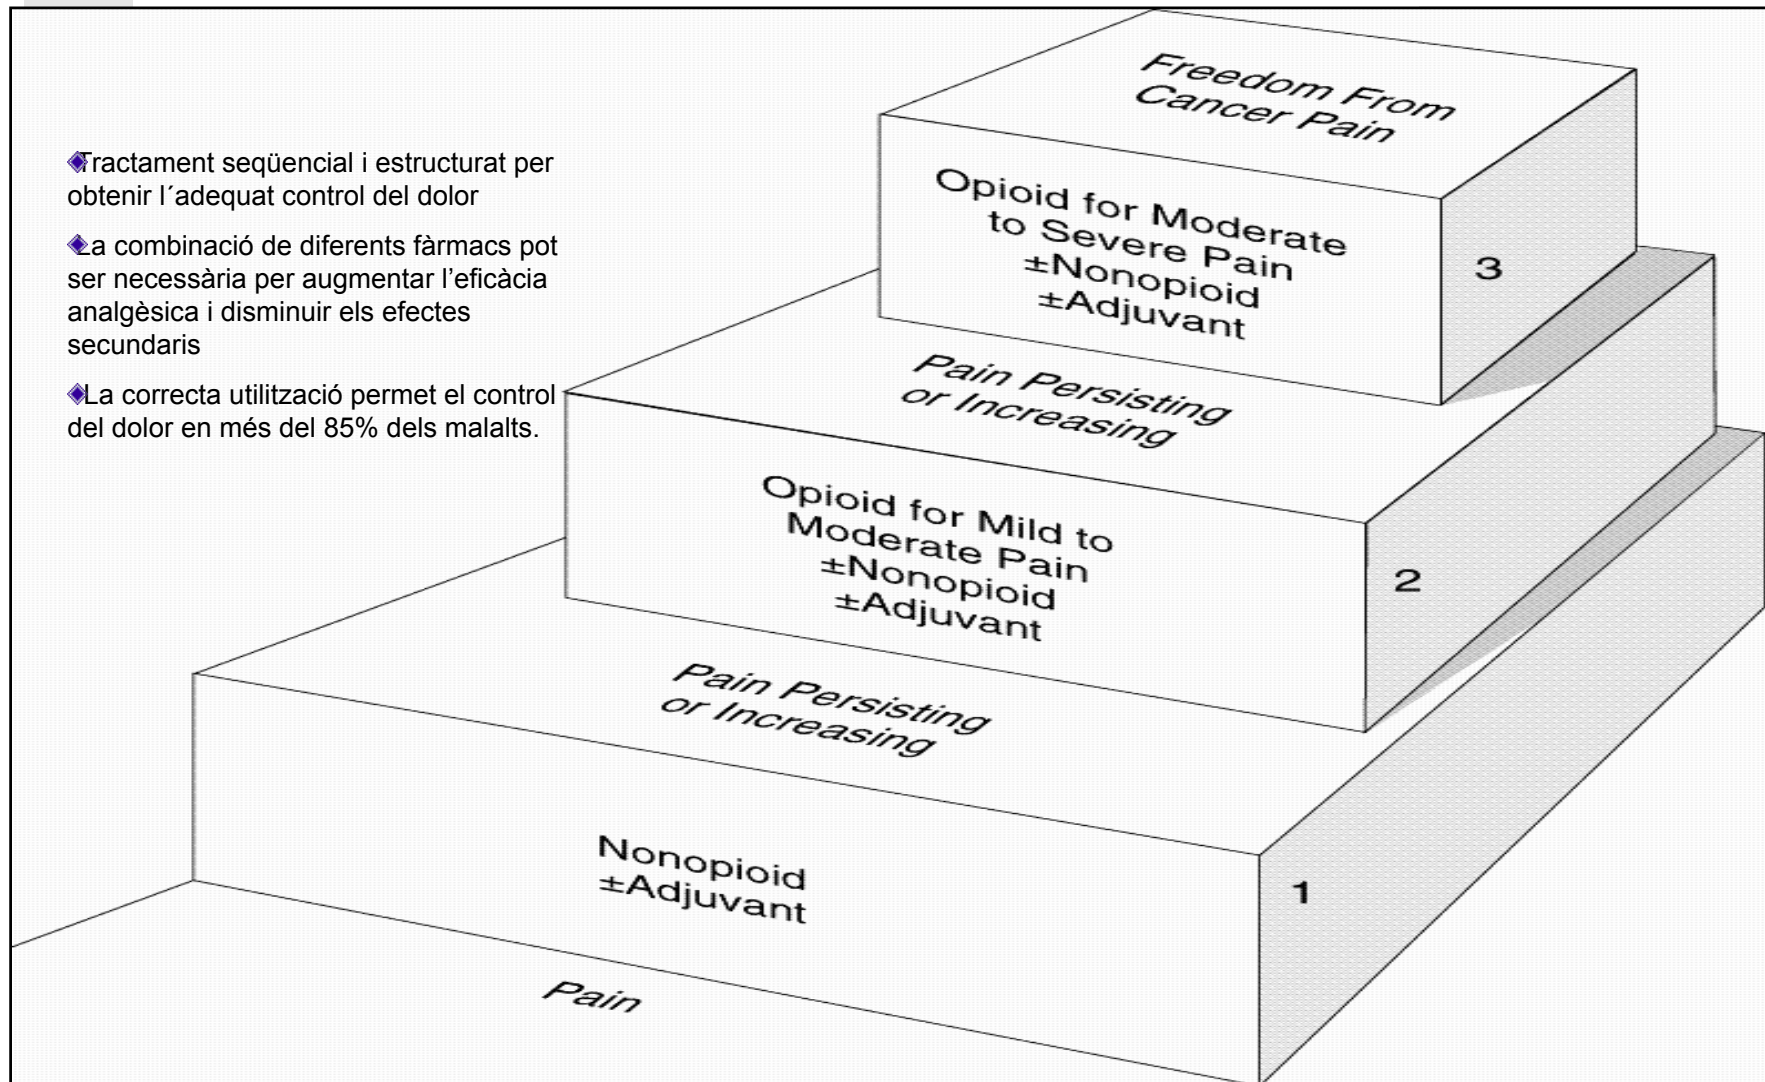 Tractament seqüencial i estructurat per
obtenir l´adequat control del dolor
La combinació de diferents fàrmacs pot
ser necessària per augmentar l’eficàcia
analgèsica i disminuir els efectes
secundaris
La correcta utilització permet el control
del dolor en més del 85% dels malalts.
Freedom From
Cancer Pain
Opioid for Moderate
to Severe Pain
±Nonopioid
±Adjuvant
3
Pain Persisting
or Increasing
Opioid for Mild to
Moderate Pain
±Nonopioid
±Adjuvant
2
Pain Persisting
or Increasing
Nonopioid
±Adjuvant
1
Pain